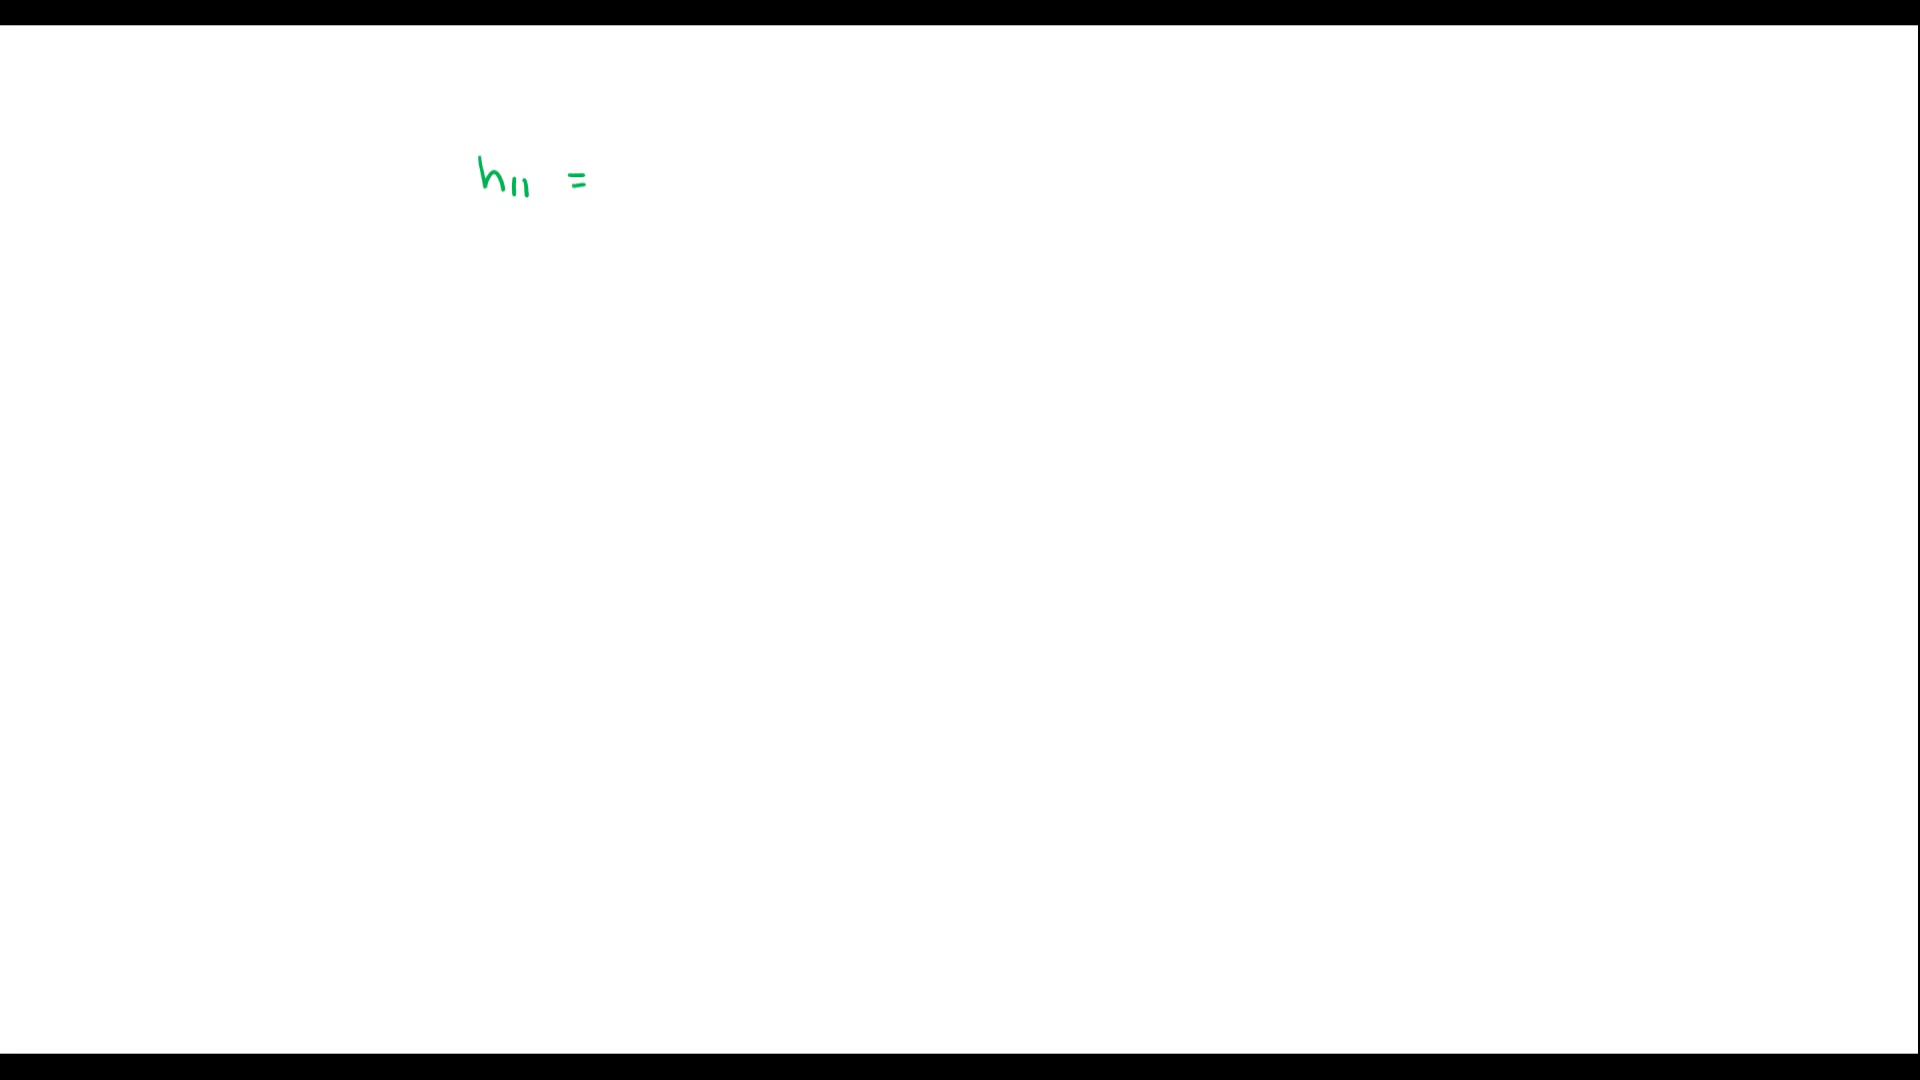 h₁₁ =